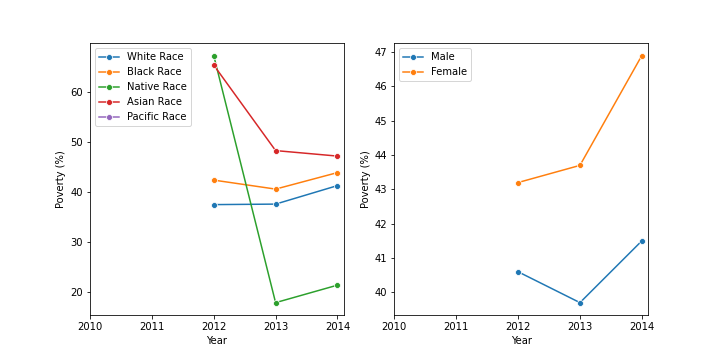 White Race
Black Race
Native Race
Asian Race
Pacific Race
60
50
40
30
20
Poverty (%)
2010 2011 2012 2013 2014
Year
Male
Female
47
46
45
44
43
42
41
40
Poverty (%)
2010 2011 2012 2013 2014
Year